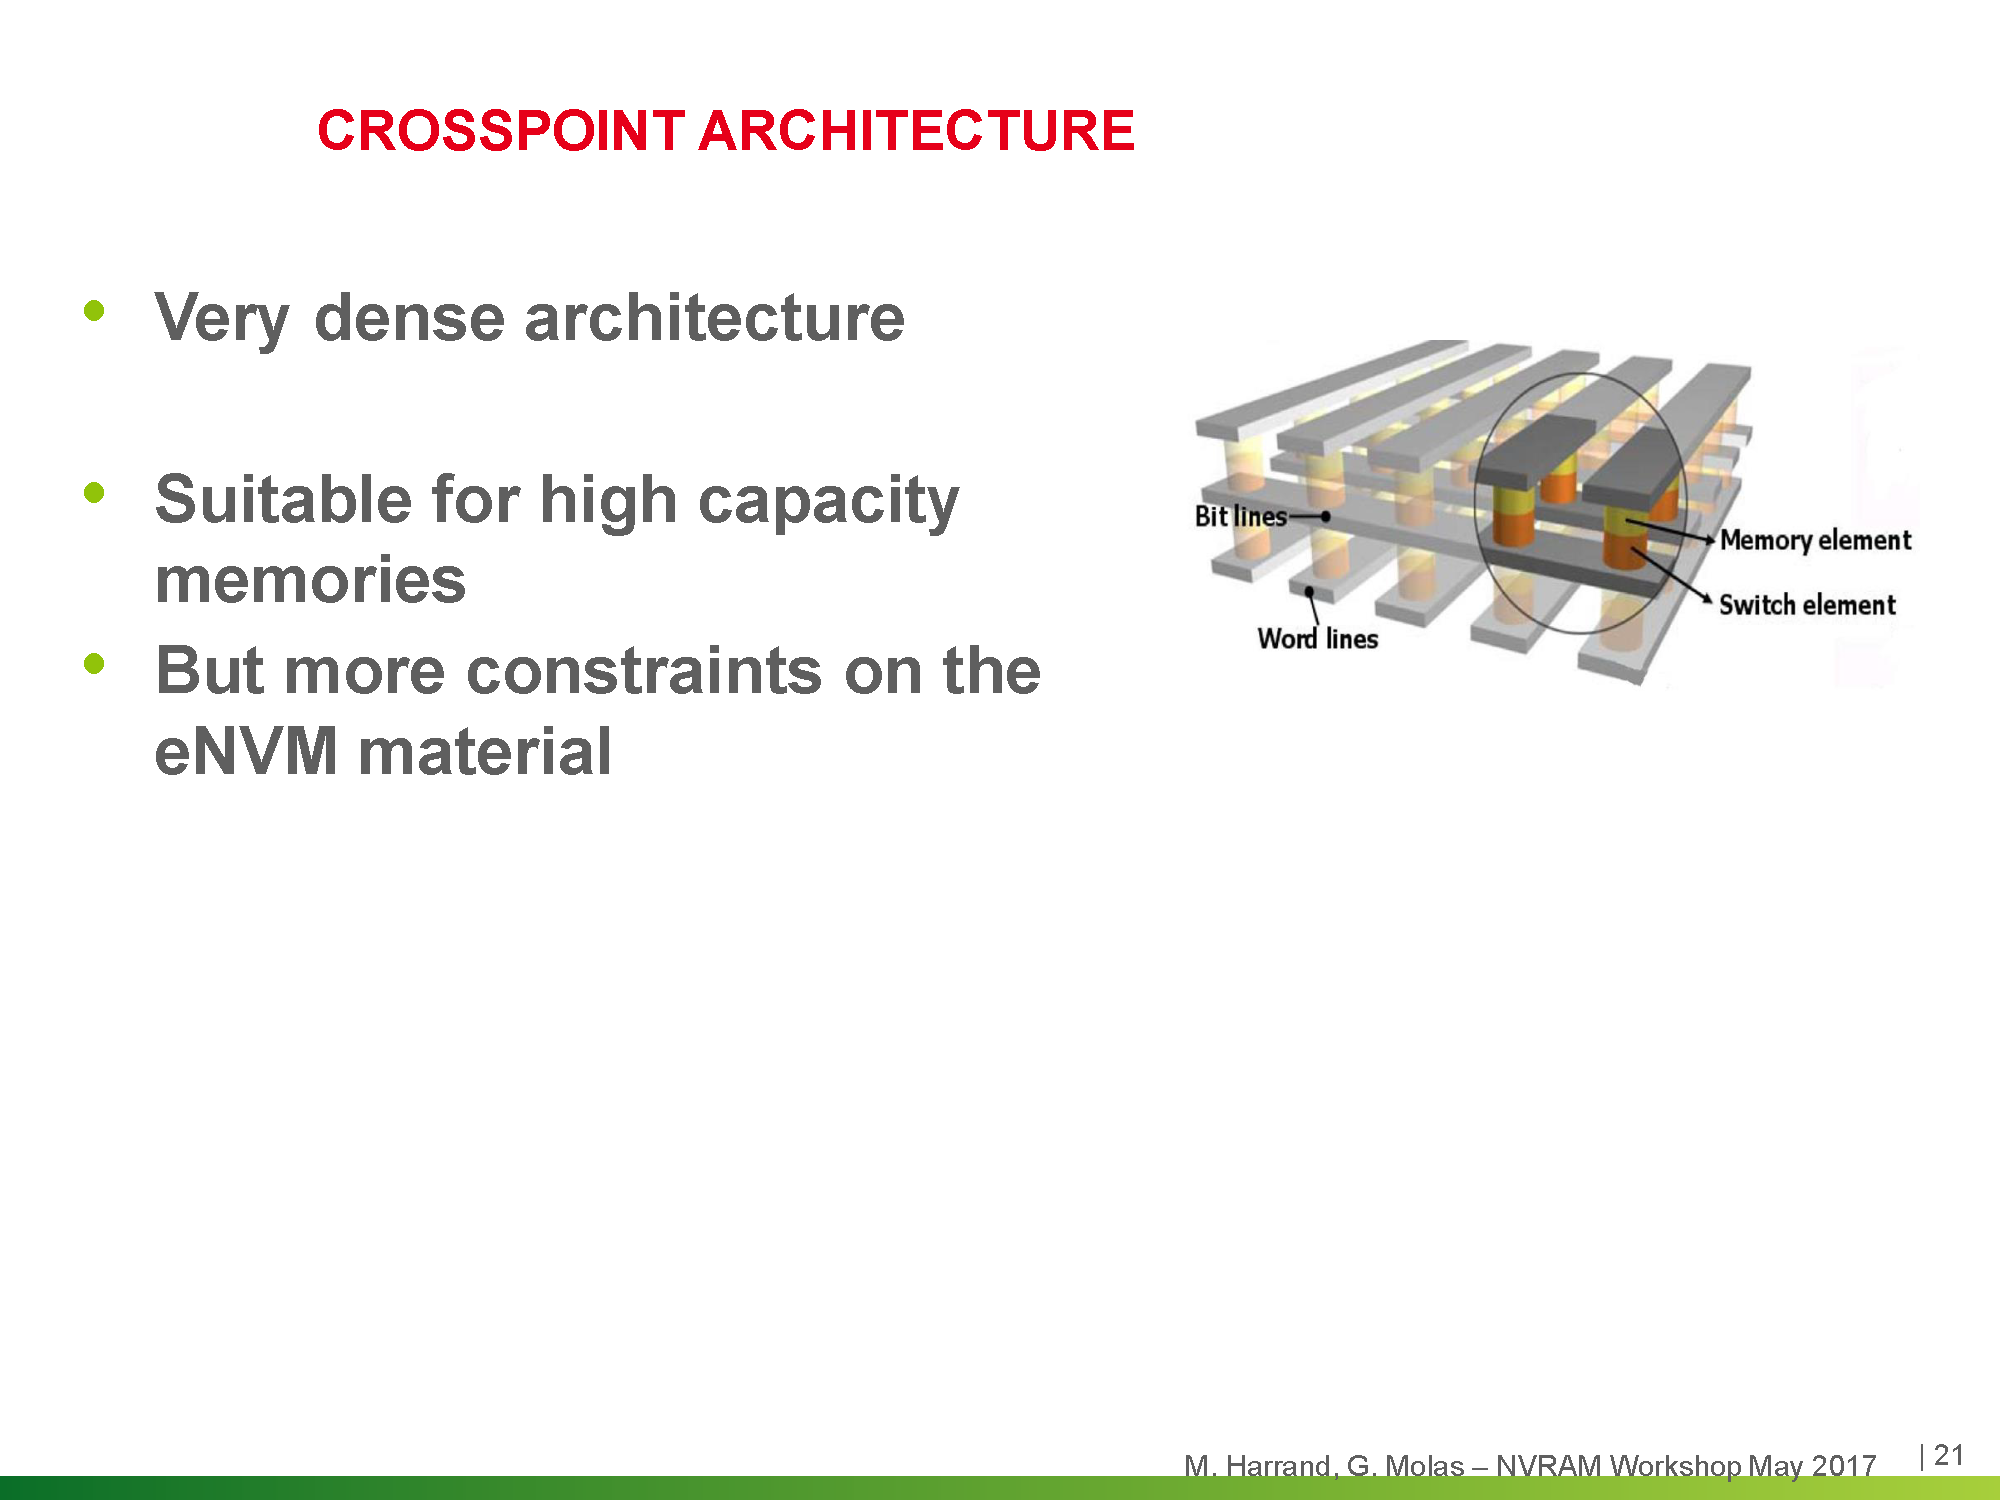 CROSSPOINT ARCHITECTURE
• Very dense architecture
• Suitable for high capacity
memories
• But more constraints on the
eNVM material
Bit lines
Word lines
Memory element
Switch element
M. Harrand, G. Molas – NVRAM Workshop May 2017
| 21